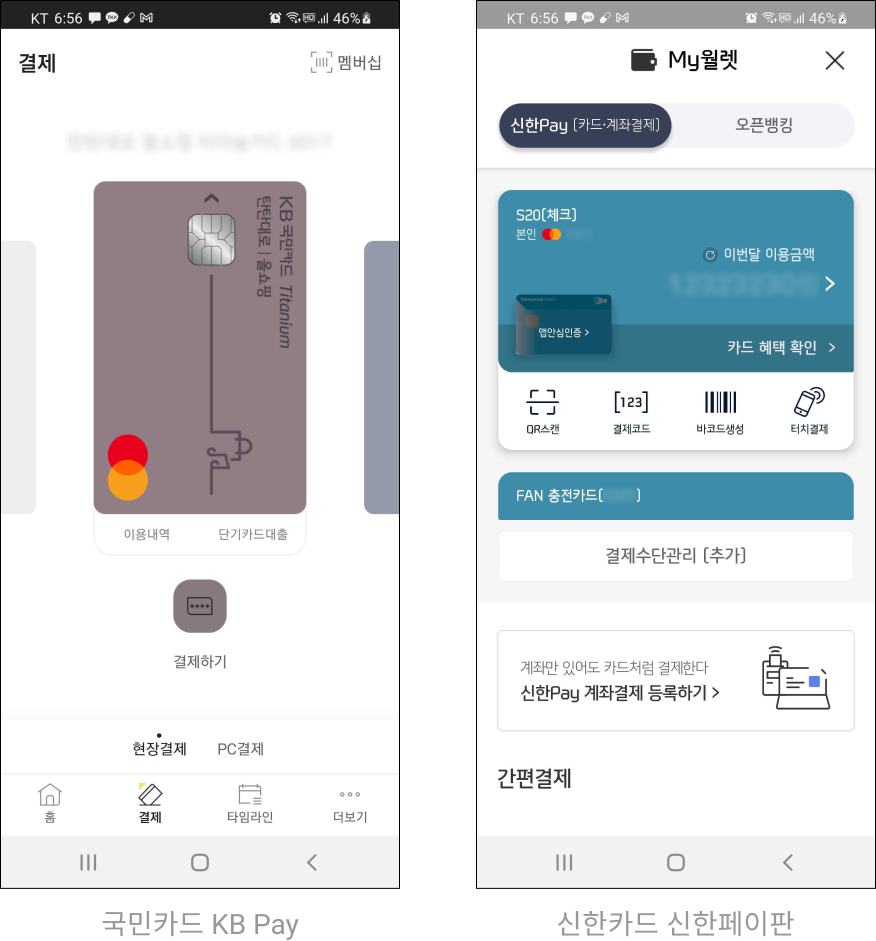 KT 6:56
46%
결제
멤버십
KB 국민카드 Titanium
탄탄대로 | 올쇼핑
이용내역
단기카드대출
결제하기
현장결제
PC결제
홈
결제
타임라인
더보기
국민카드 KB Pay
KT 6:56
46%
My월렛
신한Pay (카드·계좌결제)
오픈뱅킹
S20(체크)
본인
이번달 이용금액
앱안심인증 >
카드 혜택 확인 >
[123]
QR스캔
결제코드
바코드생성
터치결제
FAN 충전카드( )
결제수단관리 (추가)
계좌만 있어도 카드처럼 결제한다
신한Pay 계좌결제 등록하기 >
간편결제
신한카드 신한페이판